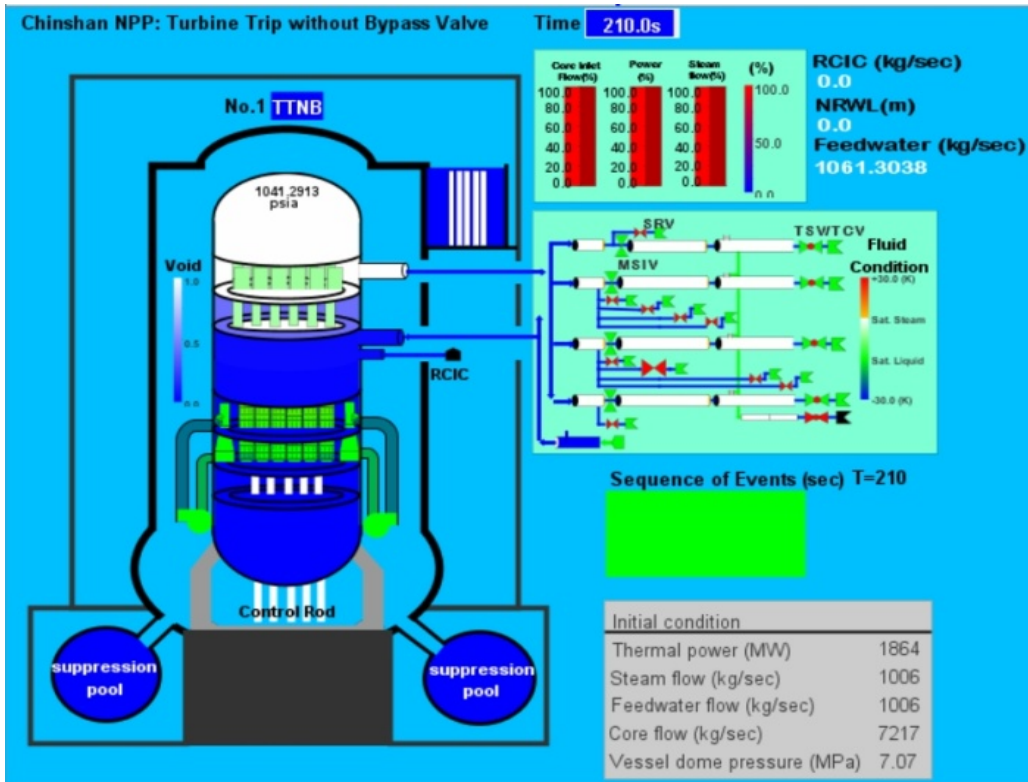 Chinshan NPP: Turbine Trip without Bypass Valve
Time 210.0s
No.1 TTNB
Core Inlet Flow(%)
Power (%)
Steam flow(%)
(%)
100.0 100.0 100.0 100.0
80.0 80.0 80.0
60.0 60.0 60.0
50.0
40.0 40.0 40.0
20.0 20.0 20.0
0.0 0.0 0.0 0.0
RCIC (kg/sec)
0.0
NRWL(m)
0.0
Feedwater (kg/sec)
1061.3038
1041.2913
psia
Void
1.0
0.5
0.0
RCIC
SRV
MSIV
TSV/TCV
Fluid
Condition
+30.0 (K)
Sat. Steam
Sat. Liquid
-30.0 (K)
Sequence of Events (sec) T=210
Control Rod
suppression
pool
suppression
pool
Initial condition
Thermal power (MW) 1864
Steam flow (kg/sec) 1006
Feedwater flow (kg/sec) 1006
Core flow (kg/sec) 7217
Vessel dome pressure (MPa) 7.07